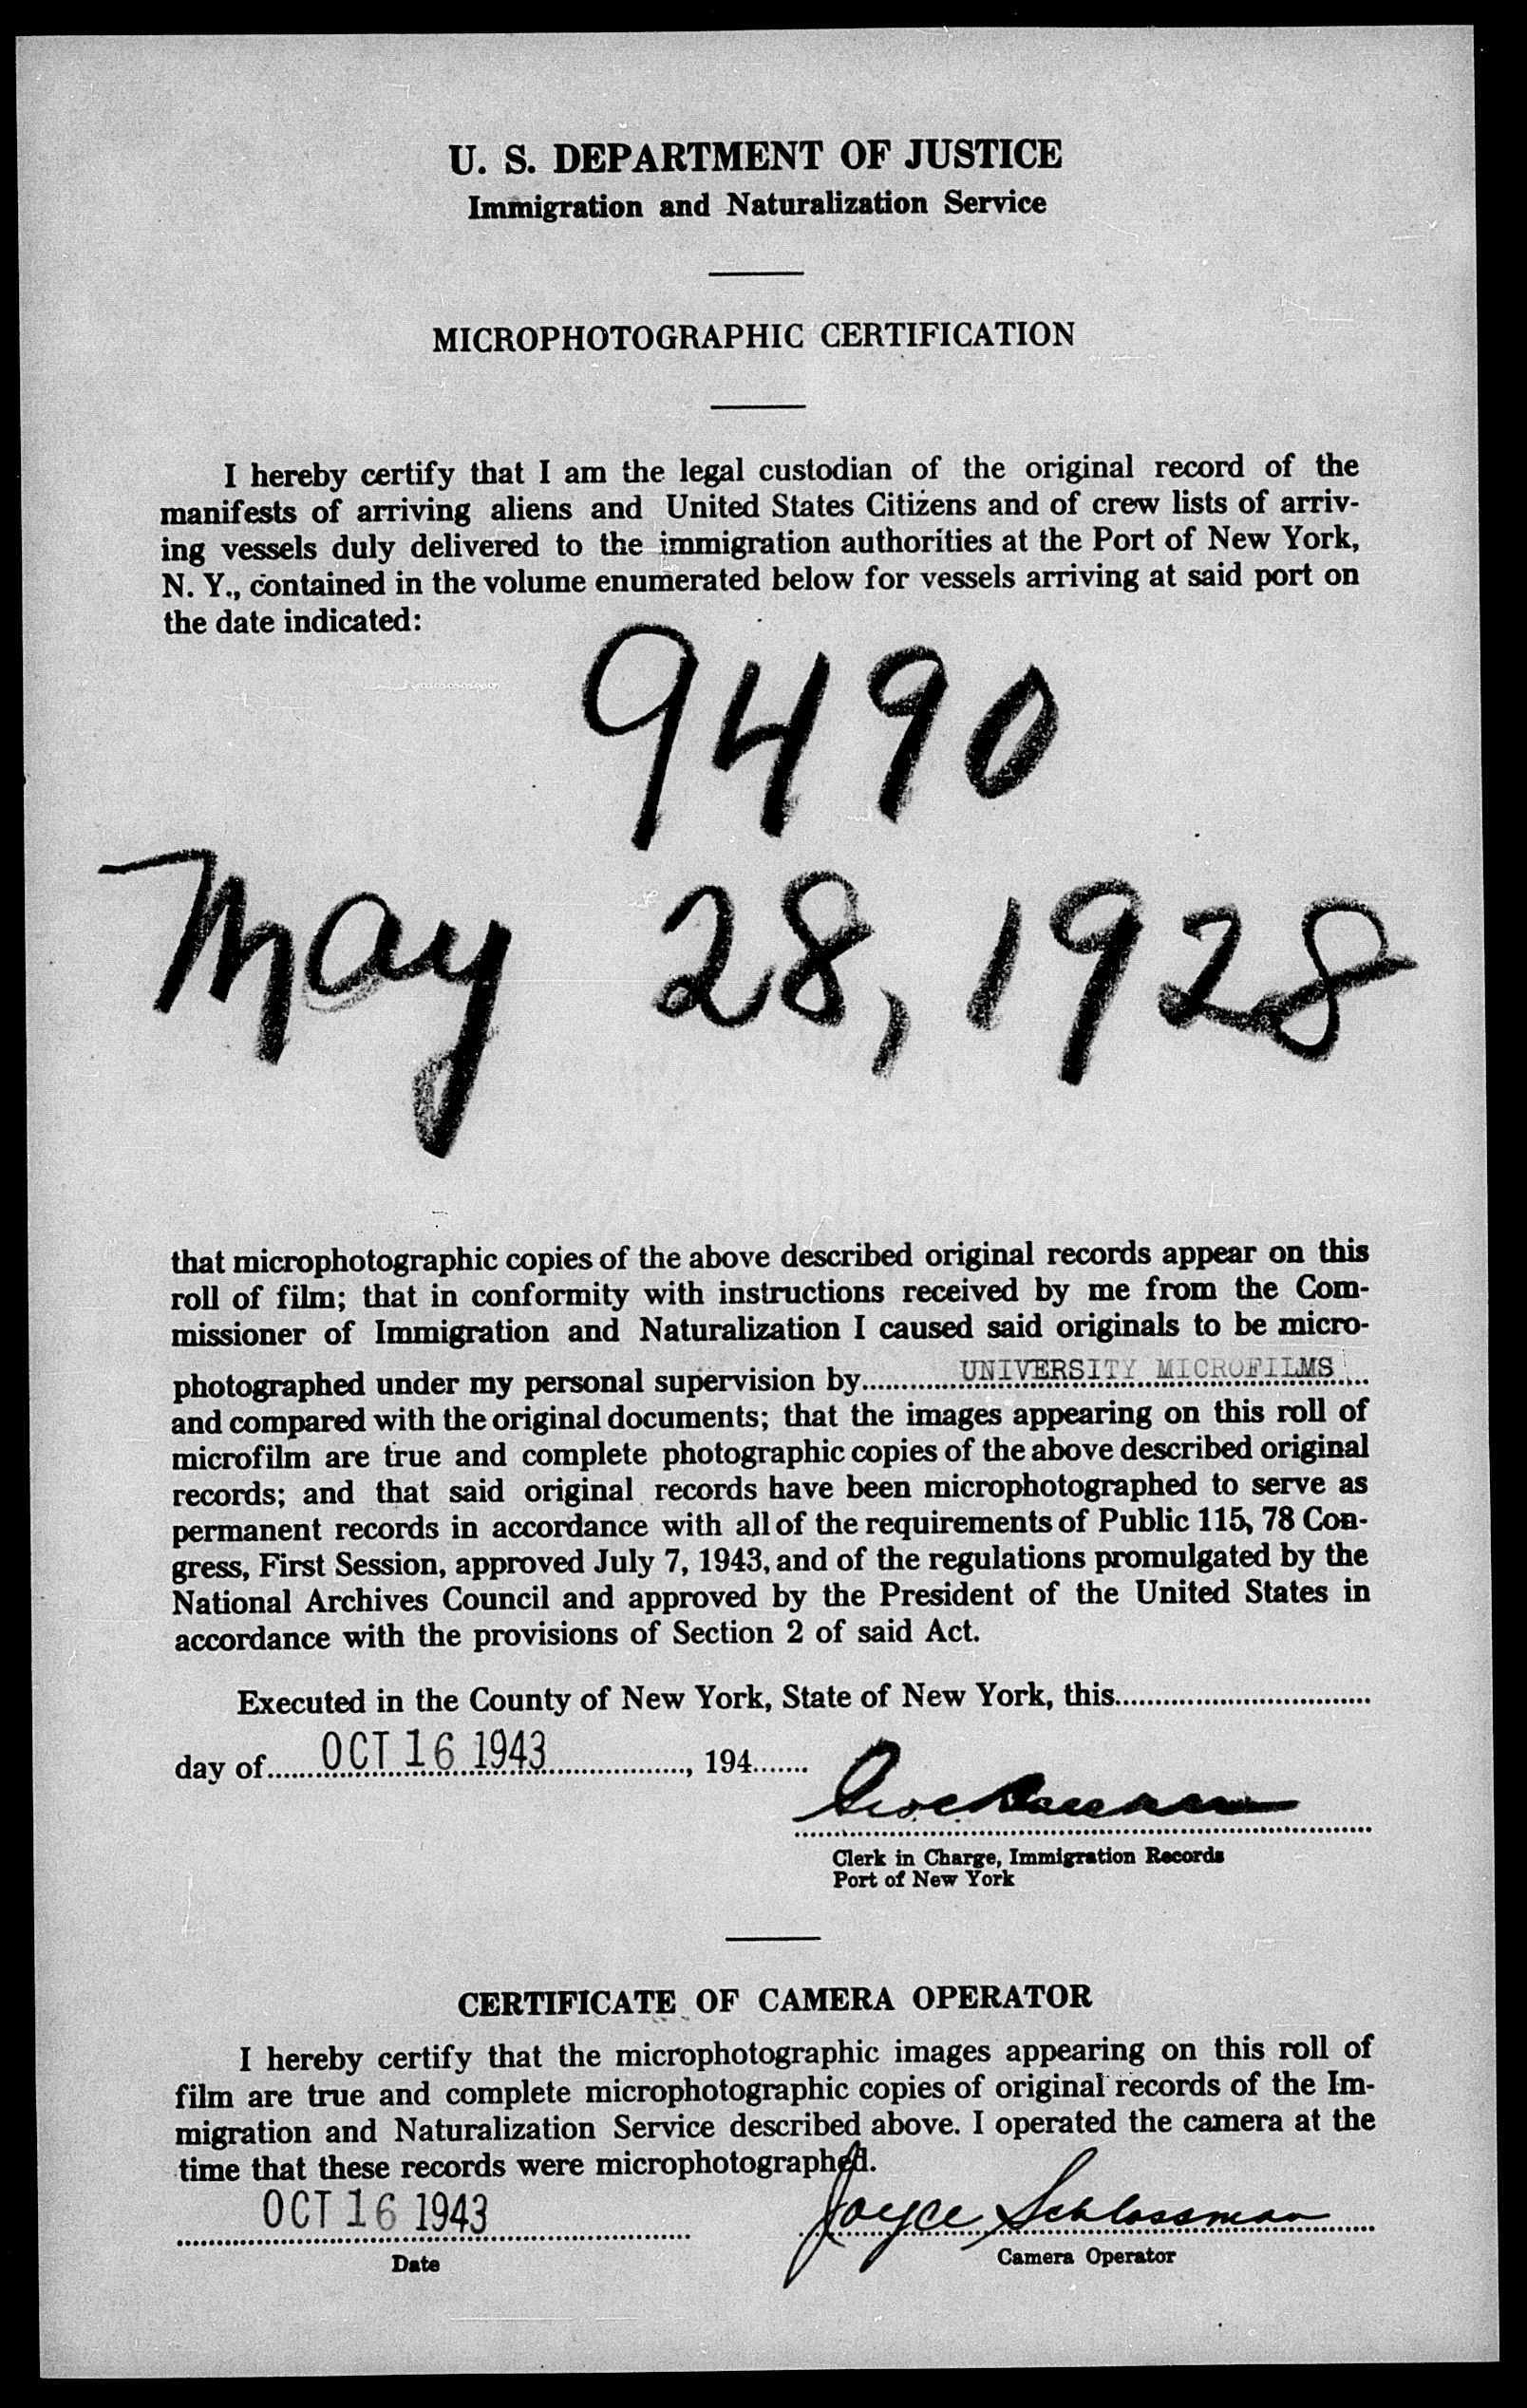 U. S. DEPARTMENT OF JUSTICE
Immigration and Naturalization Service
MICROPHOTOGRAPHIC CERTIFICATION
I hereby certify that I am the legal custodian of the original record of the
manifests of arriving aliens and United States Citizens and of crew lists of arriv-
ing vessels duly delivered to the immigration authorities at the Port of New York,
N. Y., contained in the volume enumerated below for vessels arriving at said port on
the date indicated:
9490
May 28, 1928
that microphotographic copies of the above described original records appear on this
roll of film; that in conformity with instructions received by me from the Com-
missioner of Immigration and Naturalization I caused said originals to be micro-
photographed under my personal supervision by UNIVERSITY MICROFILMS
and compared with the original documents; that the images appearing on this roll of
microfilm are true and complete photographic copies of the above described original
records; and that said original records have been microphotographed to serve as
permanent records in accordance with all of the requirements of Public 115, 78 Con-
gress, First Session, approved July 7, 1943, and of the regulations promulgated by the
National Archives Council and approved by the President of the United States in
accordance with the provisions of Section 2 of said Act.
Executed in the County of New York, State of New York, this
day of OCT 16 1943, 194
Clerk in Charge, Immigration Records
Port of New York
CERTIFICATE OF CAMERA OPERATOR
I hereby certify that the microphotographic images appearing on this roll of
film are true and complete microphotographic copies of original records of the Im-
migration and Naturalization Service described above. I operated the camera at the
time that these records were microphotographed.
OCT 16 1943 Joyce Schlossman
Date Camera Operator